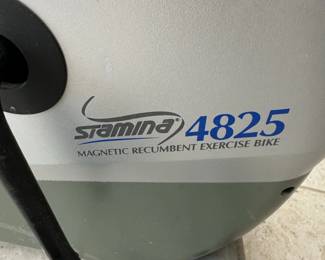 Stamina® 4825
MAGNETIC RECUMBENT EXERCISE BIKE